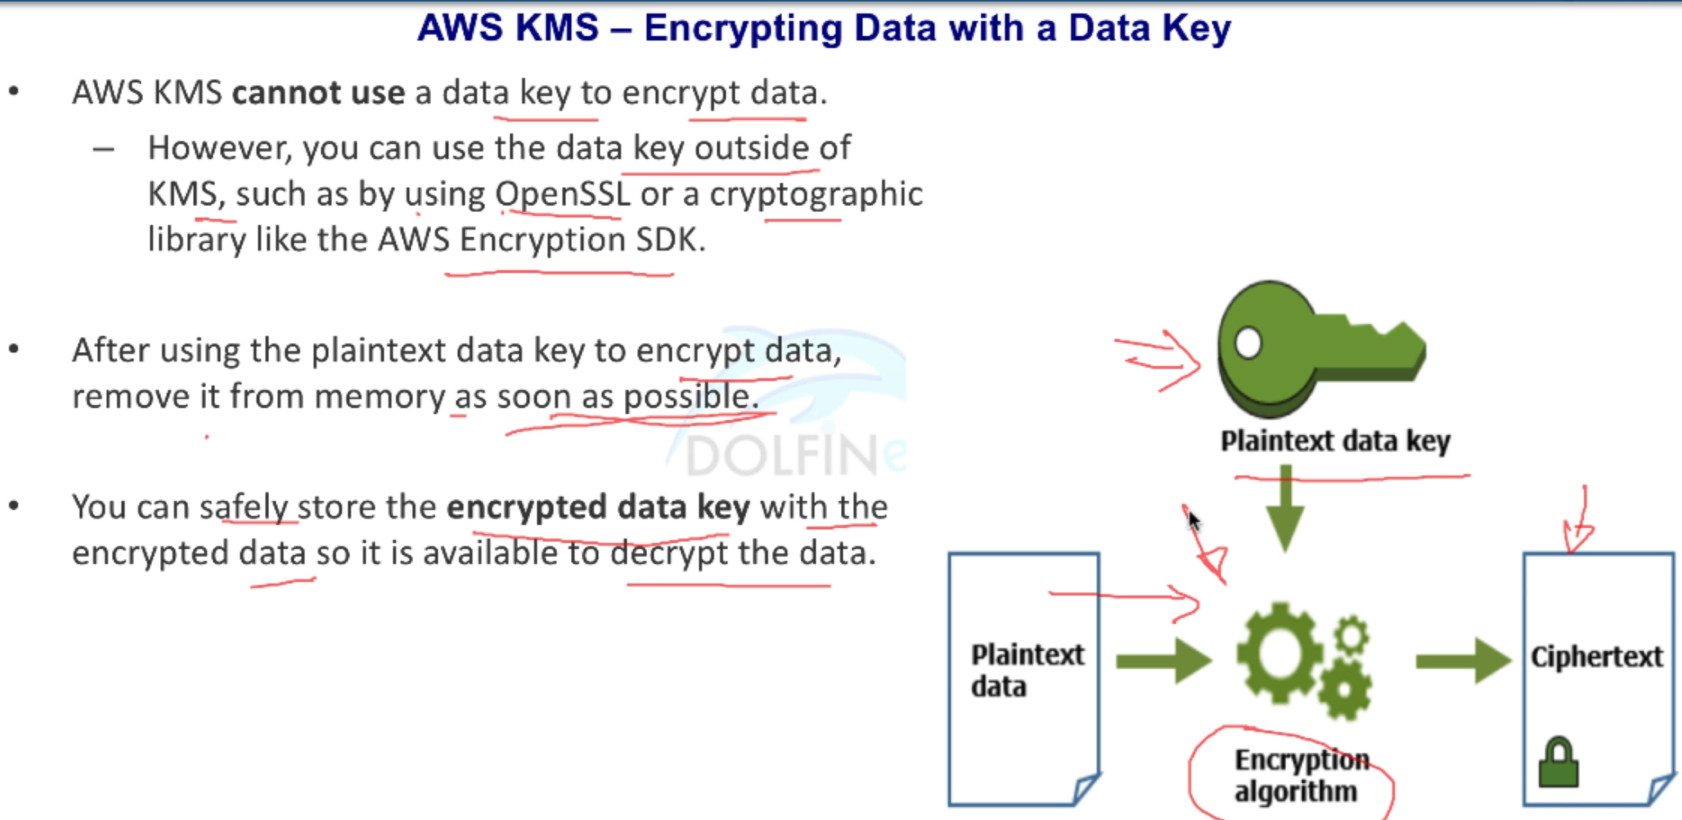 AWS KMS – Encrypting Data with a Data Key
• AWS KMS cannot use a data key to encrypt data.
– However, you can use the data key outside of
KMS, such as by using OpenSSL or a cryptographic
library like the AWS Encryption SDK.
• After using the plaintext data key to encrypt data,
remove it from memory as soon as possible.
DOLFINe
• You can safely store the encrypted data key with the
encrypted data so it is available to decrypt the data.
Plaintext data key
Plaintext
data
Encryption
algorithm
Ciphertext